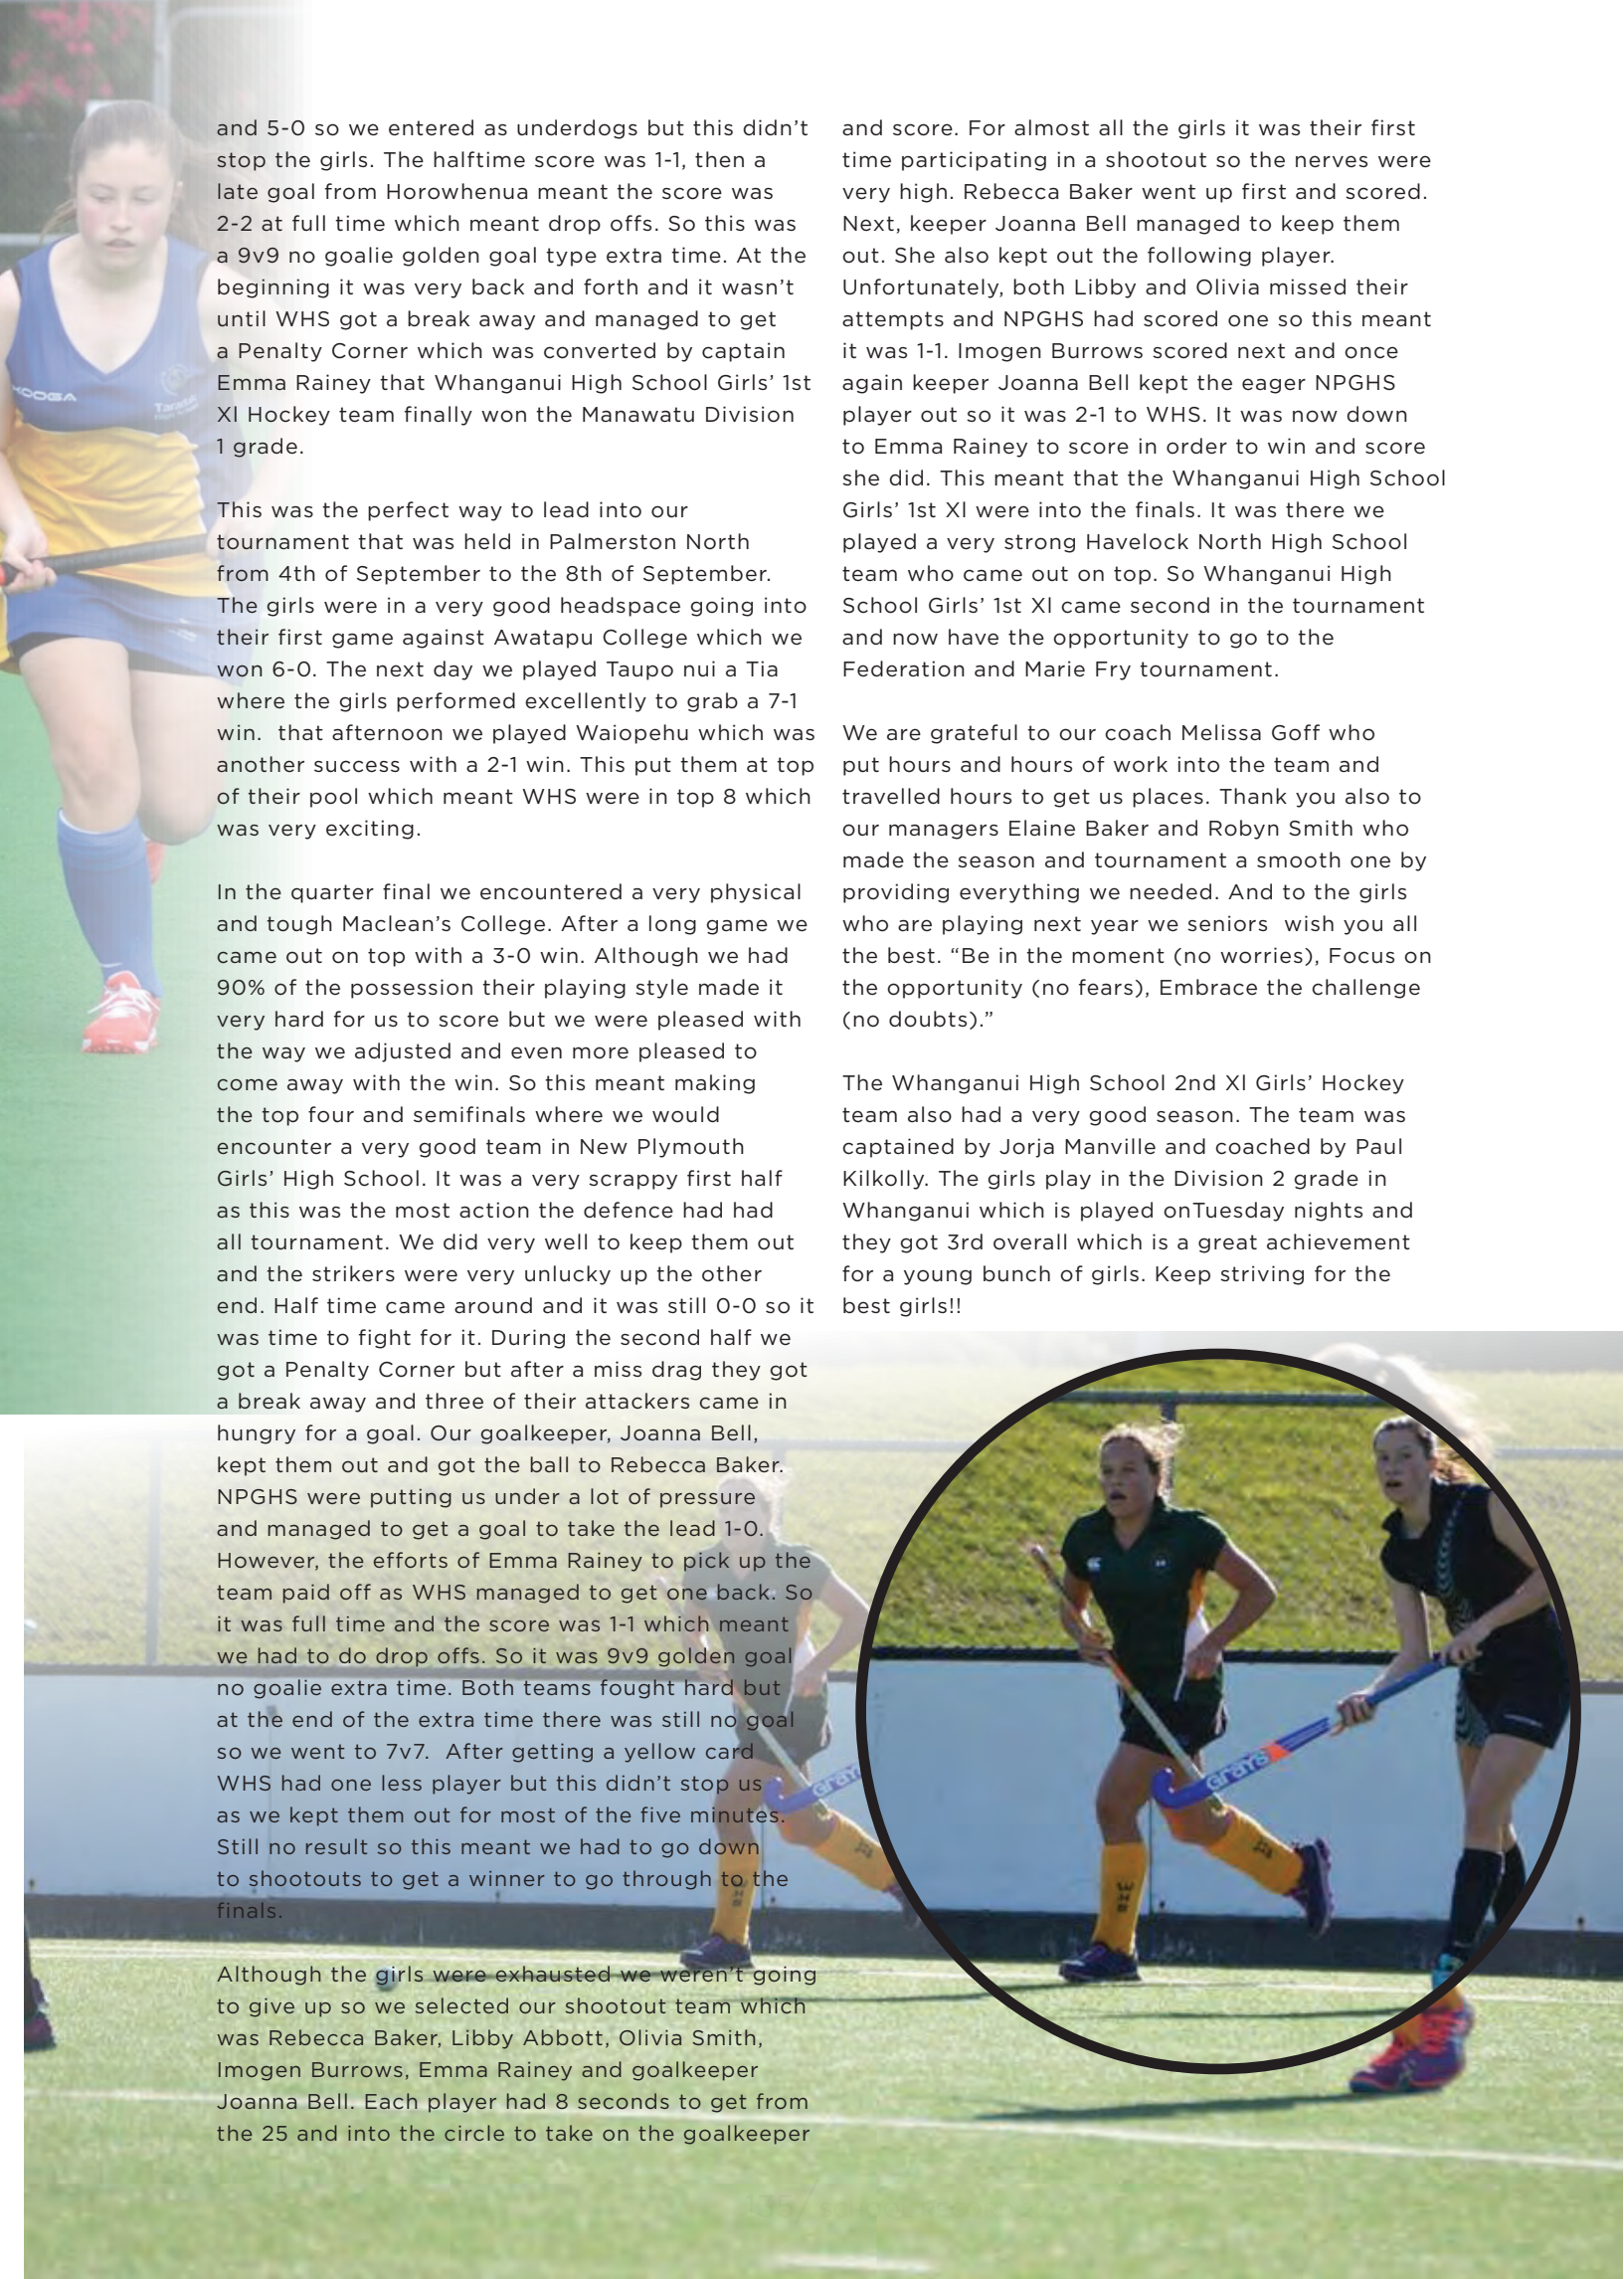 and 5-0 so we entered as underdogs but this didn’t
stop the girls. The halftime score was 1-1, then a
late goal from Horowhenua meant the score was
2-2 at full time which meant drop offs. So this was
a 9v9 no goalie golden goal type extra time. At the
beginning it was very back and forth and it wasn’t
until WHS got a break away and managed to get
a Penalty Corner which was converted by captain
Emma Rainey that Whanganui High School Girls’ 1st
Xl Hockey team finally won the Manawatu Division
1 grade.
This was the perfect way to lead into our
tournament that was held in Palmerston North
from 4th of September to the 8th of September.
The girls were in a very good headspace going into
their first game against Awatapu College which we
won 6-0. The next day we played Taupo nui a Tia
where the girls performed excellently to grab a 7-1
win.  that afternoon we played Waiopehu which was
another success with a 2-1 win. This put them at top
of their pool which meant WHS were in top 8 which
was very exciting.
In the quarter final we encountered a very physical
and tough Maclean’s College. After a long game we
came out on top with a 3-0 win. Although we had
90% of the possession their playing style made it
very hard for us to score but we were pleased with
the way we adjusted and even more pleased to
come away with the win. So this meant making
the top four and semifinals where we would
encounter a very good team in New Plymouth
Girls’ High School. It was a very scrappy first half
as this was the most action the defence had had
all tournament. We did very well to keep them out
and the strikers were very unlucky up the other
end. Half time came around and it was still 0-0 so it
was time to fight for it. During the second half we
got a Penalty Corner but after a miss drag they got
a break away and three of their attackers came in
hungry for a goal. Our goalkeeper, Joanna Bell,
kept them out and got the ball to Rebecca Baker.
NPGHS were putting us under a lot of pressure
and managed to get a goal to take the lead 1-0.
However, the efforts of Emma Rainey to pick up the
team paid off as WHS managed to get one back. So
it was full time and the score was 1-1 which meant
we had to do drop offs. So it was 9v9 golden goal
no goalie extra time. Both teams fought hard but
at the end of the extra time there was still no goal
so we went to 7v7.  After getting a yellow card
WHS had one less player but this didn’t stop us
as we kept them out for most of the five minutes.
Still no result so this meant we had to go down
to shootouts to get a winner to go through to the
finals.
Although the girls were exhausted we weren’t going
to give up so we selected our shootout team which
was Rebecca Baker, Libby Abbott, Olivia Smith,
Imogen Burrows, Emma Rainey and goalkeeper
Joanna Bell. Each player had 8 seconds to get from
the 25 and into the circle to take on the goalkeeper
and score. For almost all the girls it was their first
time participating in a shootout so the nerves were
very high. Rebecca Baker went up first and scored.
Next, keeper Joanna Bell managed to keep them
out. She also kept out the following player.
Unfortunately, both Libby and Olivia missed their
attempts and NPGHS had scored one so this meant
it was 1-1. Imogen Burrows scored next and once
again keeper Joanna Bell kept the eager NPGHS
player out so it was 2-1 to WHS. It was now down
to Emma Rainey to score in order to win and score
she did. This meant that the Whanganui High School
Girls’ 1st Xl were into the finals. It was there we
played a very strong Havelock North High School
team who came out on top. So Whanganui High
School Girls’ 1st Xl came second in the tournament
and now have the opportunity to go to the
Federation and Marie Fry tournament.
We are grateful to our coach Melissa Goff who
put hours and hours of work into the team and
travelled hours to get us places. Thank you also to
our managers Elaine Baker and Robyn Smith who
made the season and tournament a smooth one by
providing everything we needed. And to the girls
who are playing next year we seniors  wish you all
the best. “Be in the moment (no worries), Focus on
the opportunity (no fears), Embrace the challenge
(no doubts).”
The Whanganui High School 2nd Xl Girls’ Hockey
team also had a very good season. The team was
captained by Jorja Manville and coached by Paul
Kilkolly. The girls play in the Division 2 grade in
Whanganui which is played onTuesday nights and
they got 3rd overall which is a great achievement
for a young bunch of girls. Keep striving for the
best girls!!
KOOGA
GRAYS